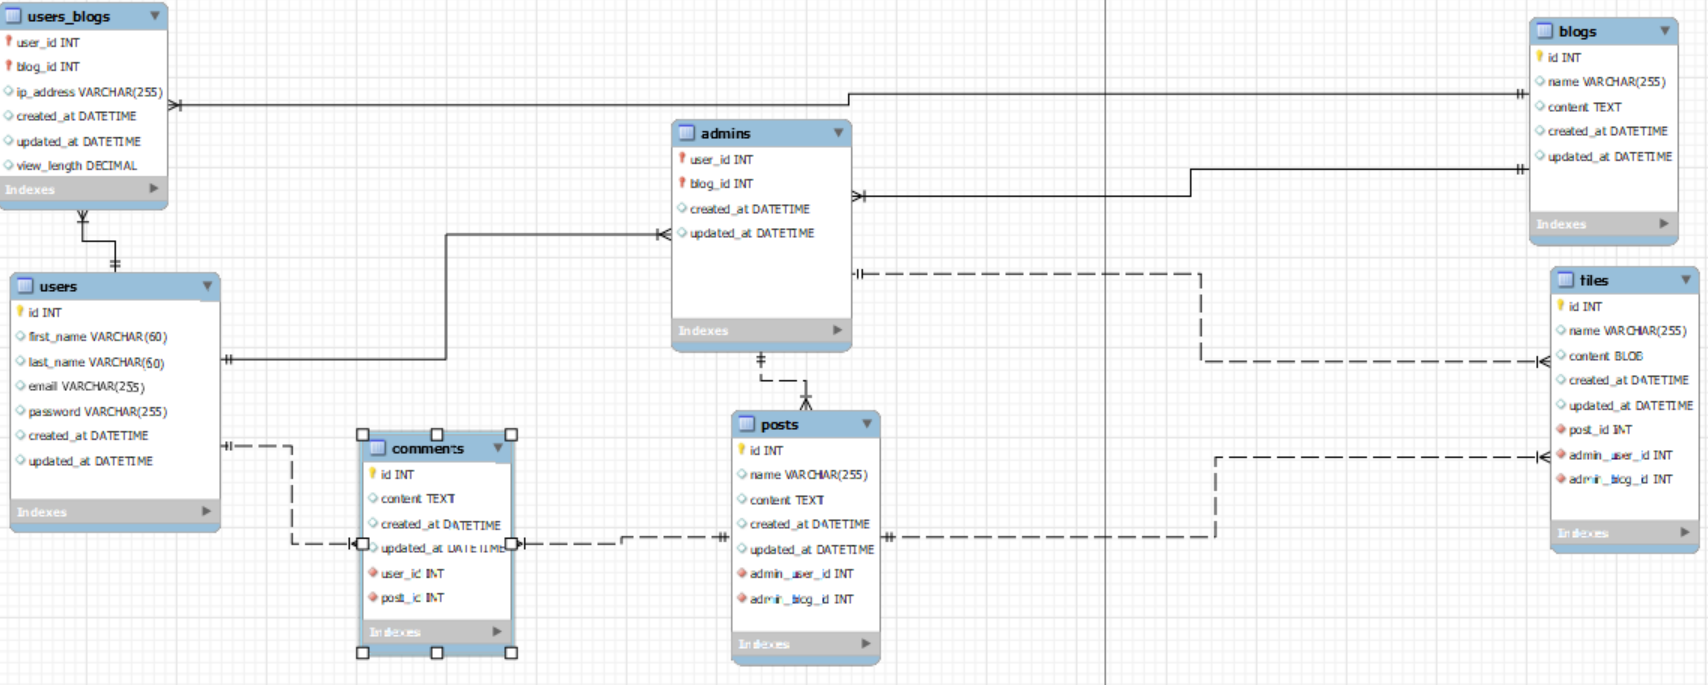 users_blogs
user_id INT
blog_id INT
ip_address VARCHAR(255)
created_at DATETIME
updated_at DATETIME
view_length DECIMAL
Indexes
users
id INT
first_name VARCHAR(60)
last_name VARCHAR(60)
email VARCHAR(255)
password VARCHAR(255)
created_at DATETIME
updated_at DATETIME
Indexes
comments
id INT
content TEXT
created_at DATETIME
updated_at DATETIME
user_id INT
post_id INT
Indexes
admins
user_id INT
blog_id INT
created_at DATETIME
updated_at DATETIME
Indexes
posts
id INT
name VARCHAR(255)
content TEXT
created_at DATETIME
updated_at DATETIME
admin_user_id INT
admin_blog_id INT
Indexes
blogs
id INT
name VARCHAR(255)
content TEXT
created_at DATETIME
updated_at DATETIME
Indexes
files
id INT
name VARCHAR(255)
content BLOB
created_at DATETIME
updated_at DATETIME
post_id INT
admin_user_id INT
admin_blog_id INT
Indexes